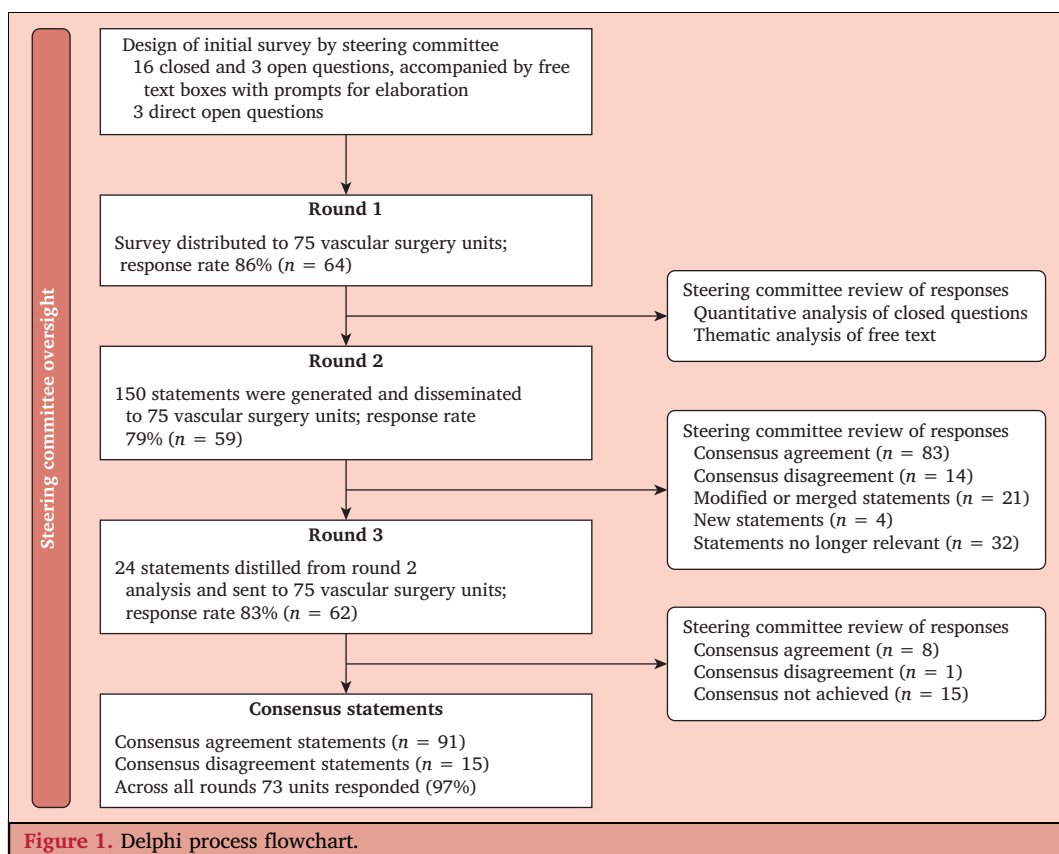 Steering committee oversight
Design of initial survey by steering committee
16 closed and 3 open questions, accompanied by free
text boxes with prompts for elaboration
3 direct open questions
Round 1
Survey distributed to 75 vascular surgery units;
response rate 86% (n = 64)
Steering committee review of responses
Quantitative analysis of closed questions
Thematic analysis of free text
Round 2
150 statements were generated and disseminated
to 75 vascular surgery units; response rate
79% (n = 59)
Steering committee review of responses
Consensus agreement (n = 83)
Consensus disagreement (n = 14)
Modified or merged statements (n = 21)
New statements (n = 4)
Statements no longer relevant (n = 32)
Round 3
24 statements distilled from round 2
analysis and sent to 75 vascular surgery units;
response rate 83% (n = 62)
Steering committee review of responses
Consensus agreement (n = 8)
Consensus disagreement (n = 1)
Consensus not achieved (n = 15)
Consensus statements
Consensus agreement statements (n = 91)
Consensus disagreement statements (n = 15)
Across all rounds 73 units responded (97%)
Figure 1. Delphi process flowchart.